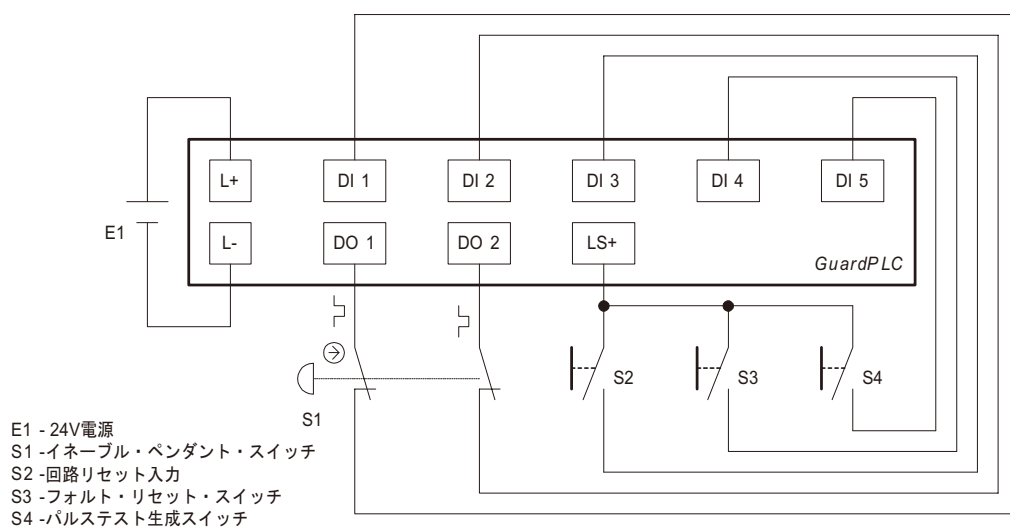 L+
DI 1
DI 2
DI 3
DI 4
DI 5
E1
L-
DO 1
DO 2
LS+
GuardPLC
S1
S2
S3
S4
E1 - 24V電源
S1 -イネーブル・ペンダント・スイッチ
S2 -回路リセット入力
S3 -フォルト・リセット・スイッチ
S4 -パルステスト生成スイッチ